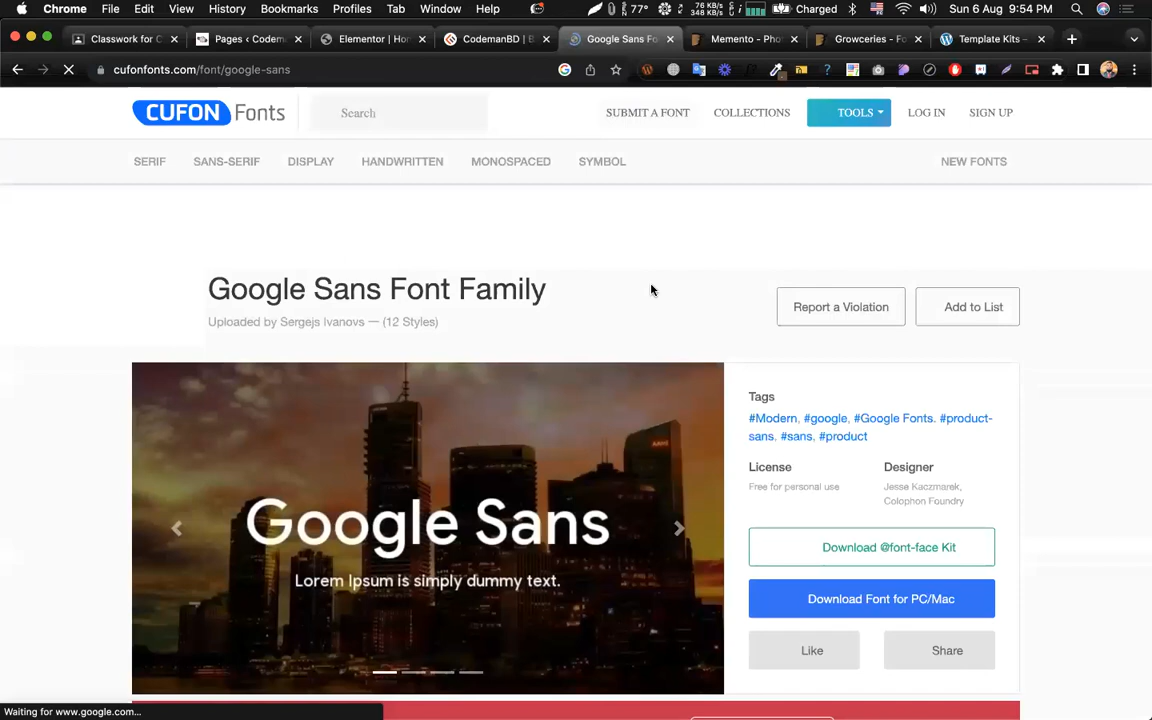 Chrome File Edit View History Bookmarks Profiles Tab Window Help 77° 76 KB/s 348 KB/s Charged Sun 6 Aug 9:54 PM
Classwork for C Pages ‹ Codem Elementor | Ho CodemanBD | B Google Sans Fo Memento - Pho Growceries - Fo Template Kits –
cufonfonts.com/font/google-sans
CUFON Fonts Search SUBMIT A FONT COLLECTIONS TOOLS LOG IN SIGN UP
SERIF SANS-SERIF DISPLAY HANDWRITTEN MONOSPACED SYMBOL NEW FONTS
Google Sans Font Family
Uploaded by Sergejs Ivanovs — (12 Styles)
Report a Violation Add to List
Google Sans
Lorem Ipsum is simply dummy text.
Tags
#Modern, #google, #Google Fonts. #product-
sans. #sans, #product
License Designer
Free for personal use Jesse Kaczmarek,
Colophon Foundry
Download @font-face Kit
Download Font for PC/Mac
Like Share
Waiting for www.google.com...